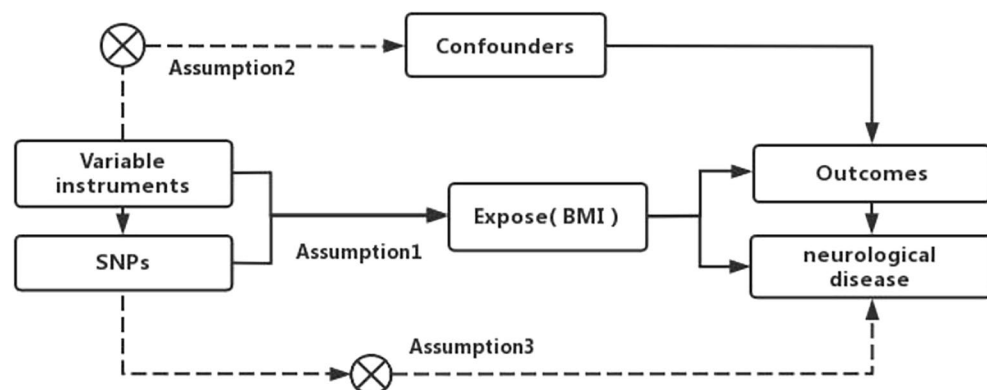 Confounders
Assumption2
Variable
instruments
Outcomes
Expose( BMI )
SNPs
Assumption1
neurological
disease
Assumption3